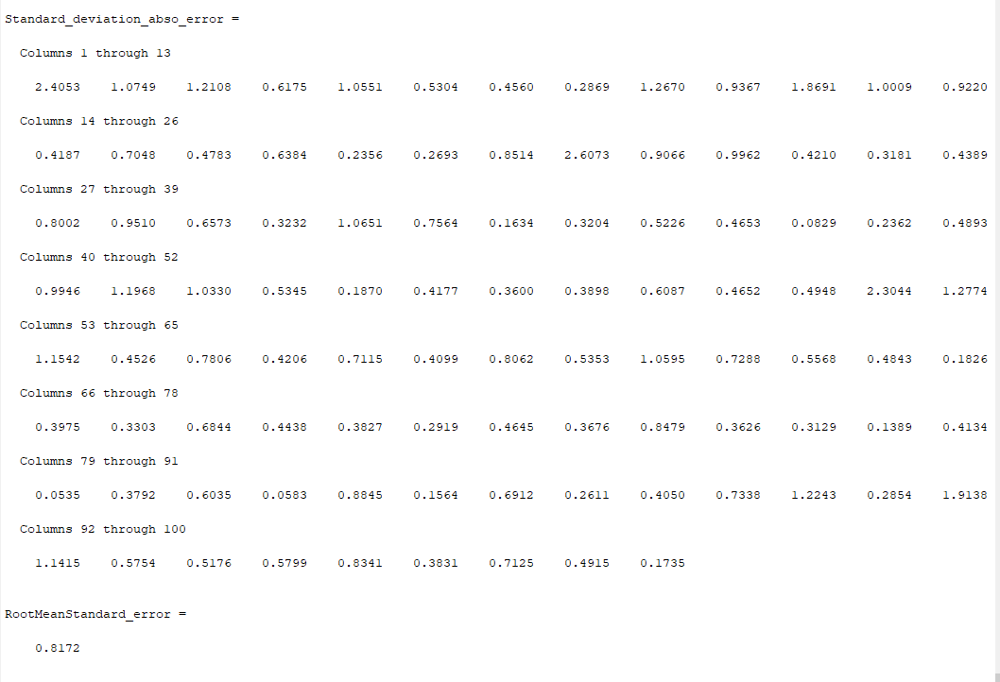 Standard_deviation_abso_error =
Columns 1 through 13
2.4053 1.0749 1.2108 0.6175 1.0551 0.5304 0.4560 0.2869 1.2670 0.9367 1.8691 1.0009 0.9220
Columns 14 through 26
0.4187 0.7048 0.4783 0.6384 0.2356 0.2693 0.8514 2.6073 0.9066 0.9962 0.4210 0.3181 0.4389
Columns 27 through 39
0.8002 0.9510 0.6573 0.3232 1.0651 0.7564 0.1634 0.3204 0.5226 0.4653 0.0829 0.2362 0.4893
Columns 40 through 52
0.9946 1.1968 1.0330 0.5345 0.1870 0.4177 0.3600 0.3898 0.6087 0.4652 0.4948 2.3044 1.2774
Columns 53 through 65
1.1542 0.4526 0.7806 0.4206 0.7115 0.4099 0.8062 0.5353 1.0595 0.7288 0.5568 0.4843 0.1826
Columns 66 through 78
0.3975 0.3303 0.6844 0.4438 0.3827 0.2919 0.4645 0.3676 0.8479 0.3626 0.3129 0.1389 0.4134
Columns 79 through 91
0.0535 0.3792 0.6035 0.0583 0.8845 0.1564 0.6912 0.2611 0.4050 0.7338 1.2243 0.2854 1.9138
Columns 92 through 100
1.1415 0.5754 0.5176 0.5799 0.8341 0.3831 0.7125 0.4915 0.1735
RootMeanStandard_error =
0.8172